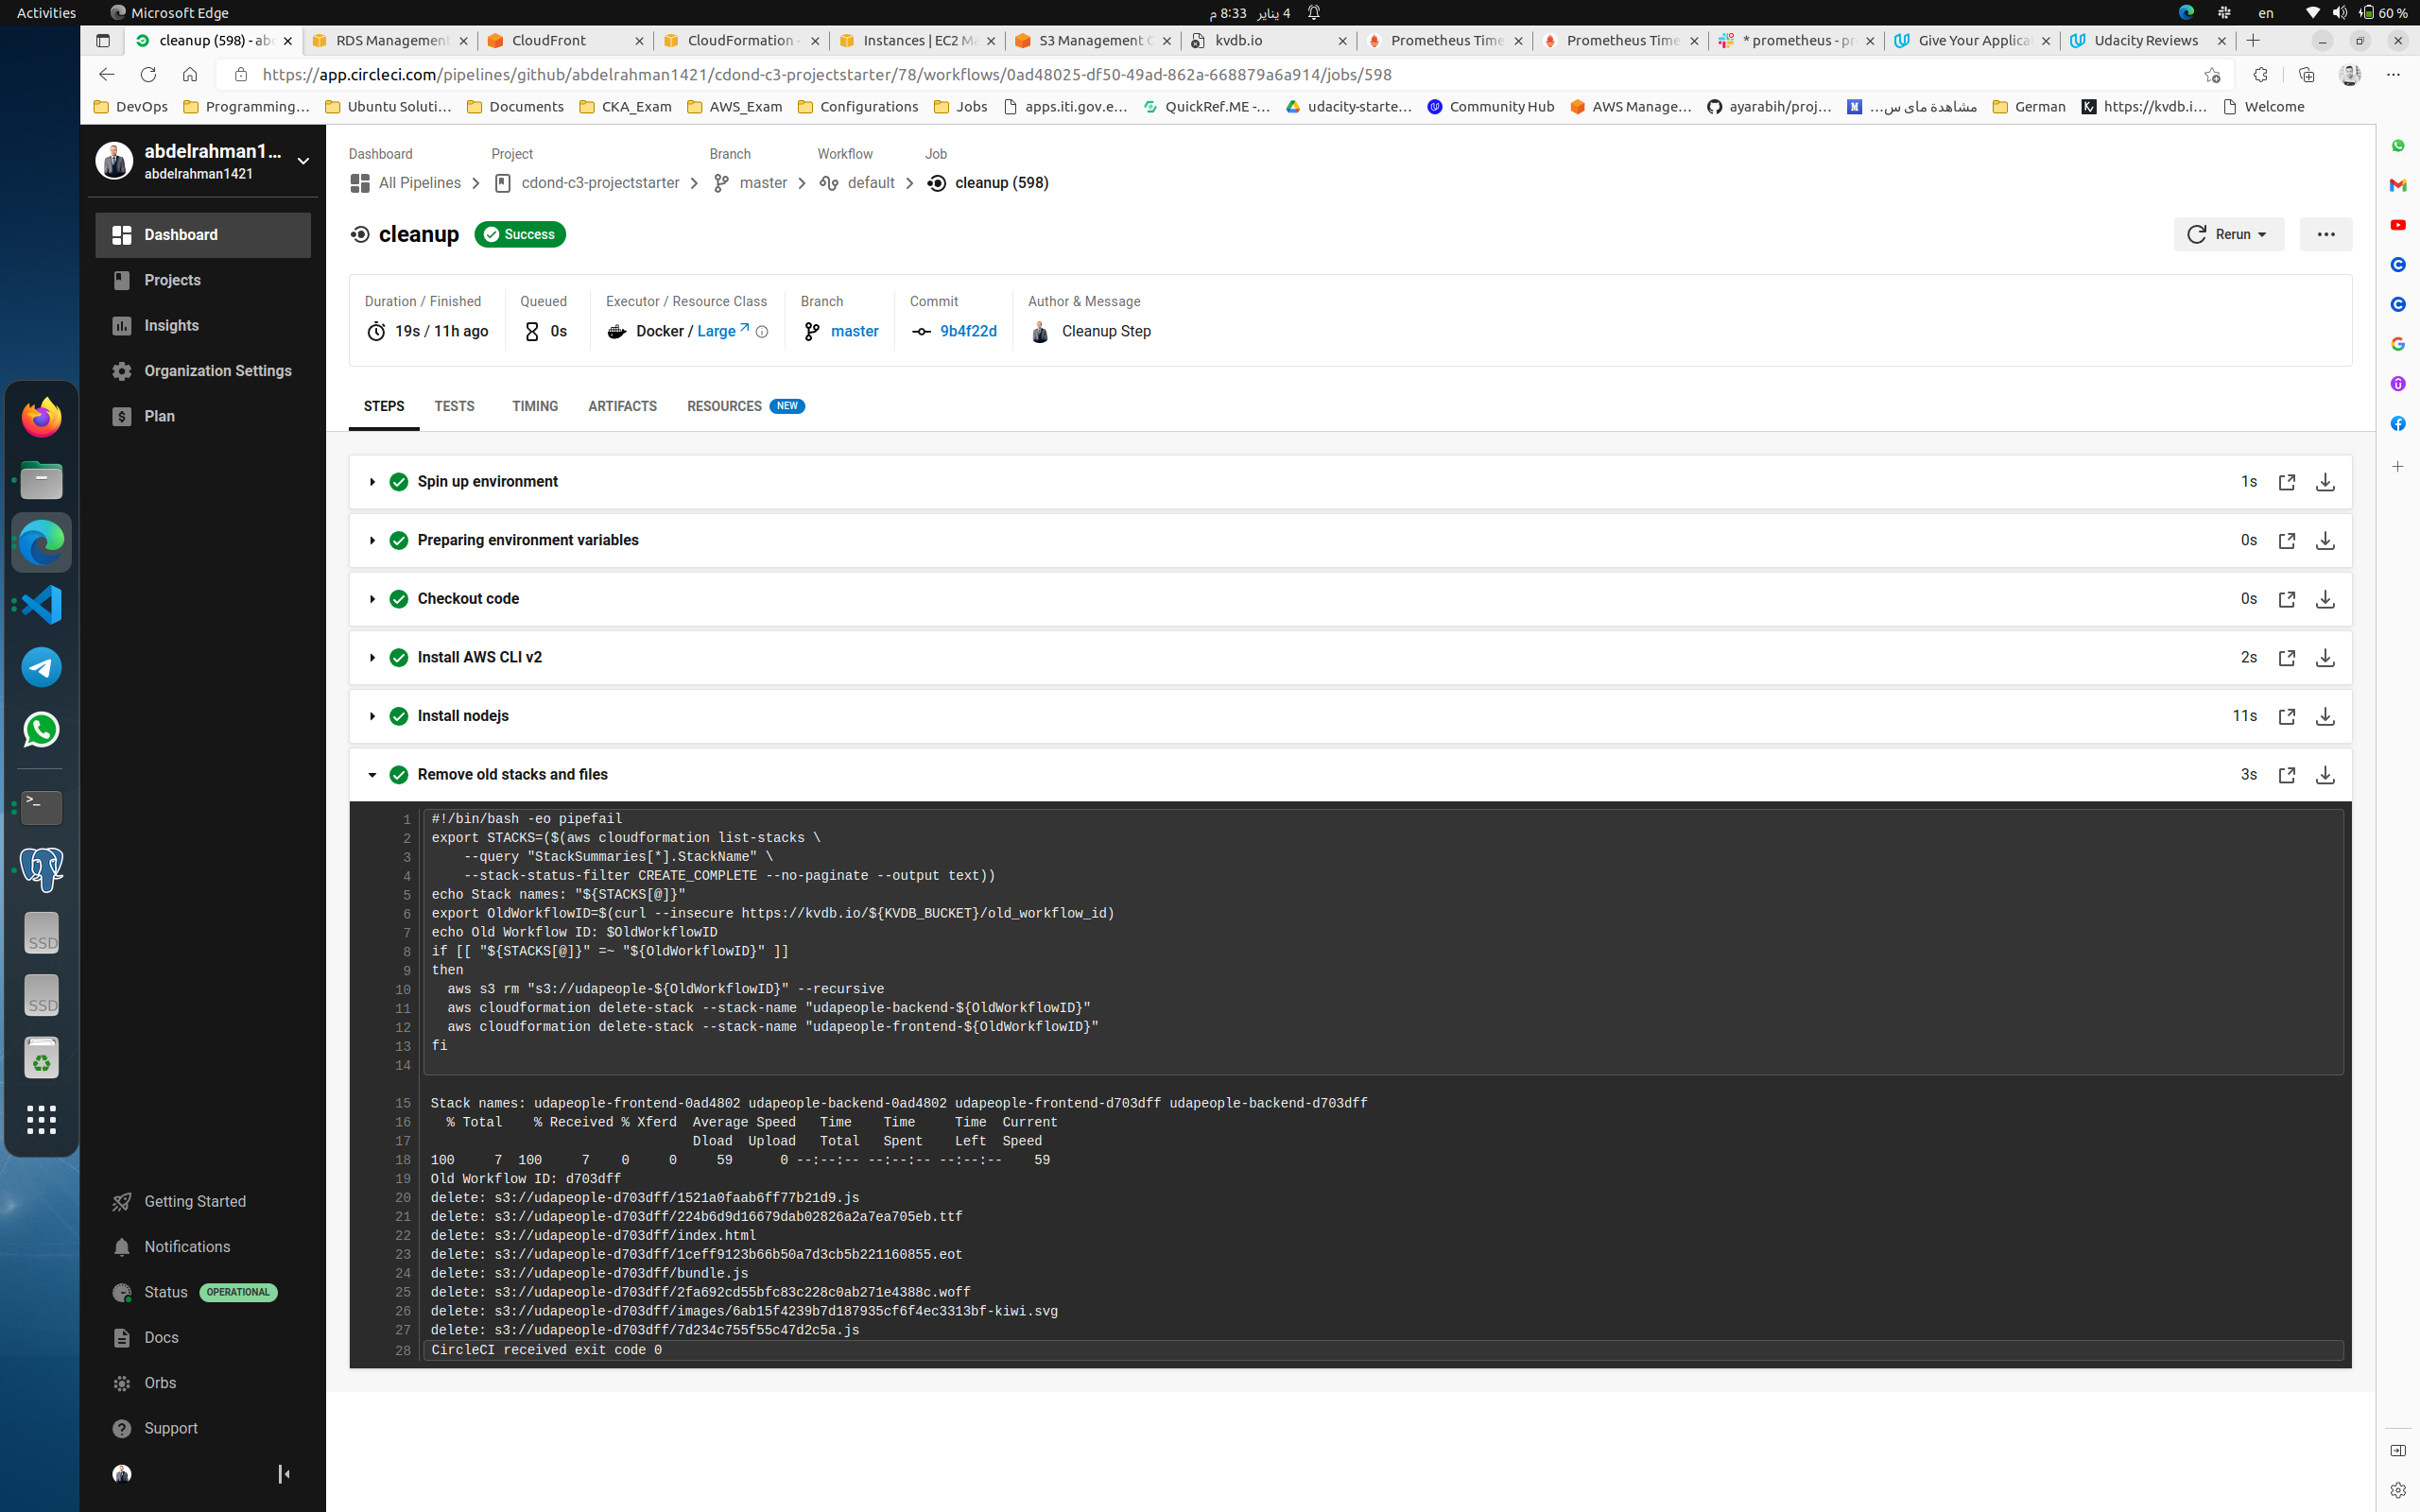 Activities
Microsoft Edge
4 يناير 8:33 م
en
60 %
cleanup (598) - abd
RDS Management
CloudFront
CloudFormation -
Instances | EC2 Ma
S3 Management C
kvdb.io
Prometheus Time
Prometheus Time
* prometheus - pr
Give Your Applica
Udacity Reviews
https://app.circleci.com/pipelines/github/abdelrahman1421/cdond-c3-projectstarter/78/workflows/0ad48025-df50-49ad-862a-668879a6a914/jobs/598
DevOps
Programming...
Ubuntu Soluti...
Documents
CKA_Exam
AWS_Exam
Configurations
Jobs
apps.iti.gov.e...
QuickRef.ME -...
udacity-starte...
Community Hub
AWS Manage...
ayarabih/proj...
مشاهدة ماى س...
German
https://kvdb.i...
Welcome
abdelrahman1...
abdelrahman1421
Dashboard
Projects
Insights
Organization Settings
Plan
Getting Started
Notifications
Status OPERATIONAL
Docs
Orbs
Support
SSD
SSD
Dashboard Project Branch Workflow Job
All Pipelines > cdond-c3-projectstarter > master > default > cleanup (598)
cleanup Success
Rerun
Duration / Finished Queued Executor / Resource Class Branch Commit Author & Message
19s / 11h ago 0s Docker / Large master 9b4f22d Cleanup Step
STEPS TESTS TIMING ARTIFACTS RESOURCES NEW
Spin up environment 1s
Preparing environment variables 0s
Checkout code 0s
Install AWS CLI v2 2s
Install nodejs 11s
Remove old stacks and files 3s
1 #!/bin/bash -eo pipefail
2 export STACKS=($(aws cloudformation list-stacks \
3     --query "StackSummaries[*].StackName" \
4     --stack-status-filter CREATE_COMPLETE --no-paginate --output text))
5 echo Stack names: "${STACKS[@]}"
6 export OldWorkflowID=$(curl --insecure https://kvdb.io/${KVDB_BUCKET}/old_workflow_id)
7 echo Old Workflow ID: $OldWorkflowID
8 if [[ "${STACKS[@]}" =~ "${OldWorkflowID}" ]]
9 then
10   aws s3 rm "s3://udapeople-${OldWorkflowID}" --recursive
11   aws cloudformation delete-stack --stack-name "udapeople-backend-${OldWorkflowID}"
12   aws cloudformation delete-stack --stack-name "udapeople-frontend-${OldWorkflowID}"
13 fi
14
15 Stack names: udapeople-frontend-0ad4802 udapeople-backend-0ad4802 udapeople-frontend-d703dff udapeople-backend-d703dff
16   % Total    % Received % Xferd  Average Speed   Time    Time     Time  Current
17                                  Dload  Upload   Total   Spent    Left  Speed
18 100     7  100     7    0     0     59      0 --:--:-- --:--:-- --:--:--    59
19 Old Workflow ID: d703dff
20 delete: s3://udapeople-d703dff/1521a0faab6ff77b21d9.js
21 delete: s3://udapeople-d703dff/224b6d9d16679dab02826a2a7ea705eb.ttf
22 delete: s3://udapeople-d703dff/index.html
23 delete: s3://udapeople-d703dff/1ceff9123b66b50a7d3cb5b221160855.eot
24 delete: s3://udapeople-d703dff/bundle.js
25 delete: s3://udapeople-d703dff/2fa692cd55bfc83c228c0ab271e4388c.woff
26 delete: s3://udapeople-d703dff/images/6ab15f4239b7d187935cf6f4ec3313bf-kiwi.svg
27 delete: s3://udapeople-d703dff/7d234c755f55c47d2c5a.js
28 CircleCI received exit code 0